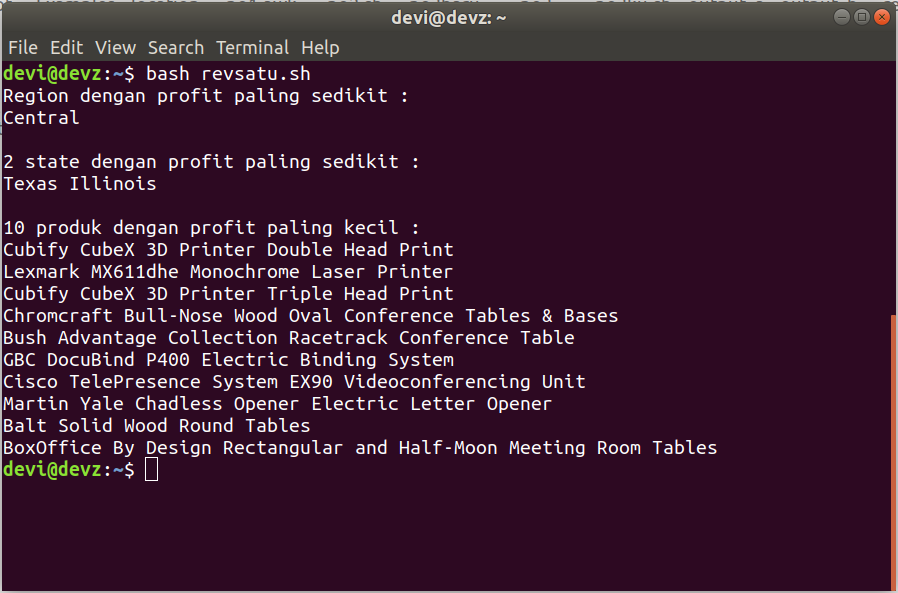 devi@devz: ~
File Edit View Search Terminal Help
devi@devz:~$ bash revsatu.sh
Region dengan profit paling sedikit :
Central
2 state dengan profit paling sedikit :
Texas Illinois
10 produk dengan profit paling kecil :
Cubify CubeX 3D Printer Double Head Print
Lexmark MX611dhe Monochrome Laser Printer
Cubify CubeX 3D Printer Triple Head Print
Chromcraft Bull-Nose Wood Oval Conference Tables & Bases
Bush Advantage Collection Racetrack Conference Table
GBC DocuBind P400 Electric Binding System
Cisco TelePresence System EX90 Videoconferencing Unit
Martin Yale Chadless Opener Electric Letter Opener
Balt Solid Wood Round Tables
BoxOffice By Design Rectangular and Half-Moon Meeting Room Tables
devi@devz:~$